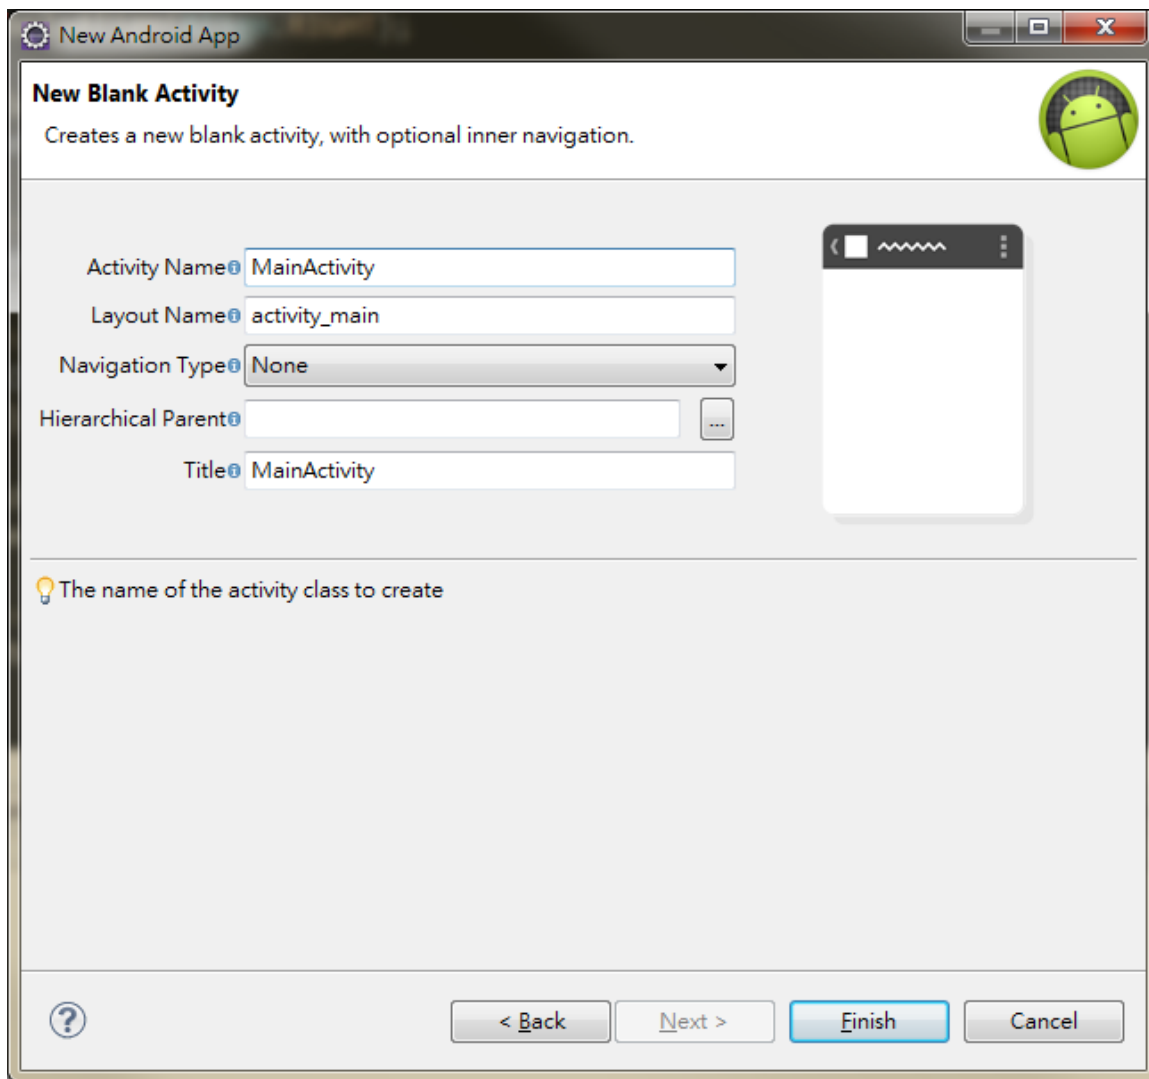 New Android App
New Blank Activity
Creates a new blank activity, with optional inner navigation.
Activity Name MainActivity
Layout Name activity_main
Navigation Type None
Hierarchical Parent ...
Title MainActivity
The name of the activity class to create
< Back Next > Finish Cancel